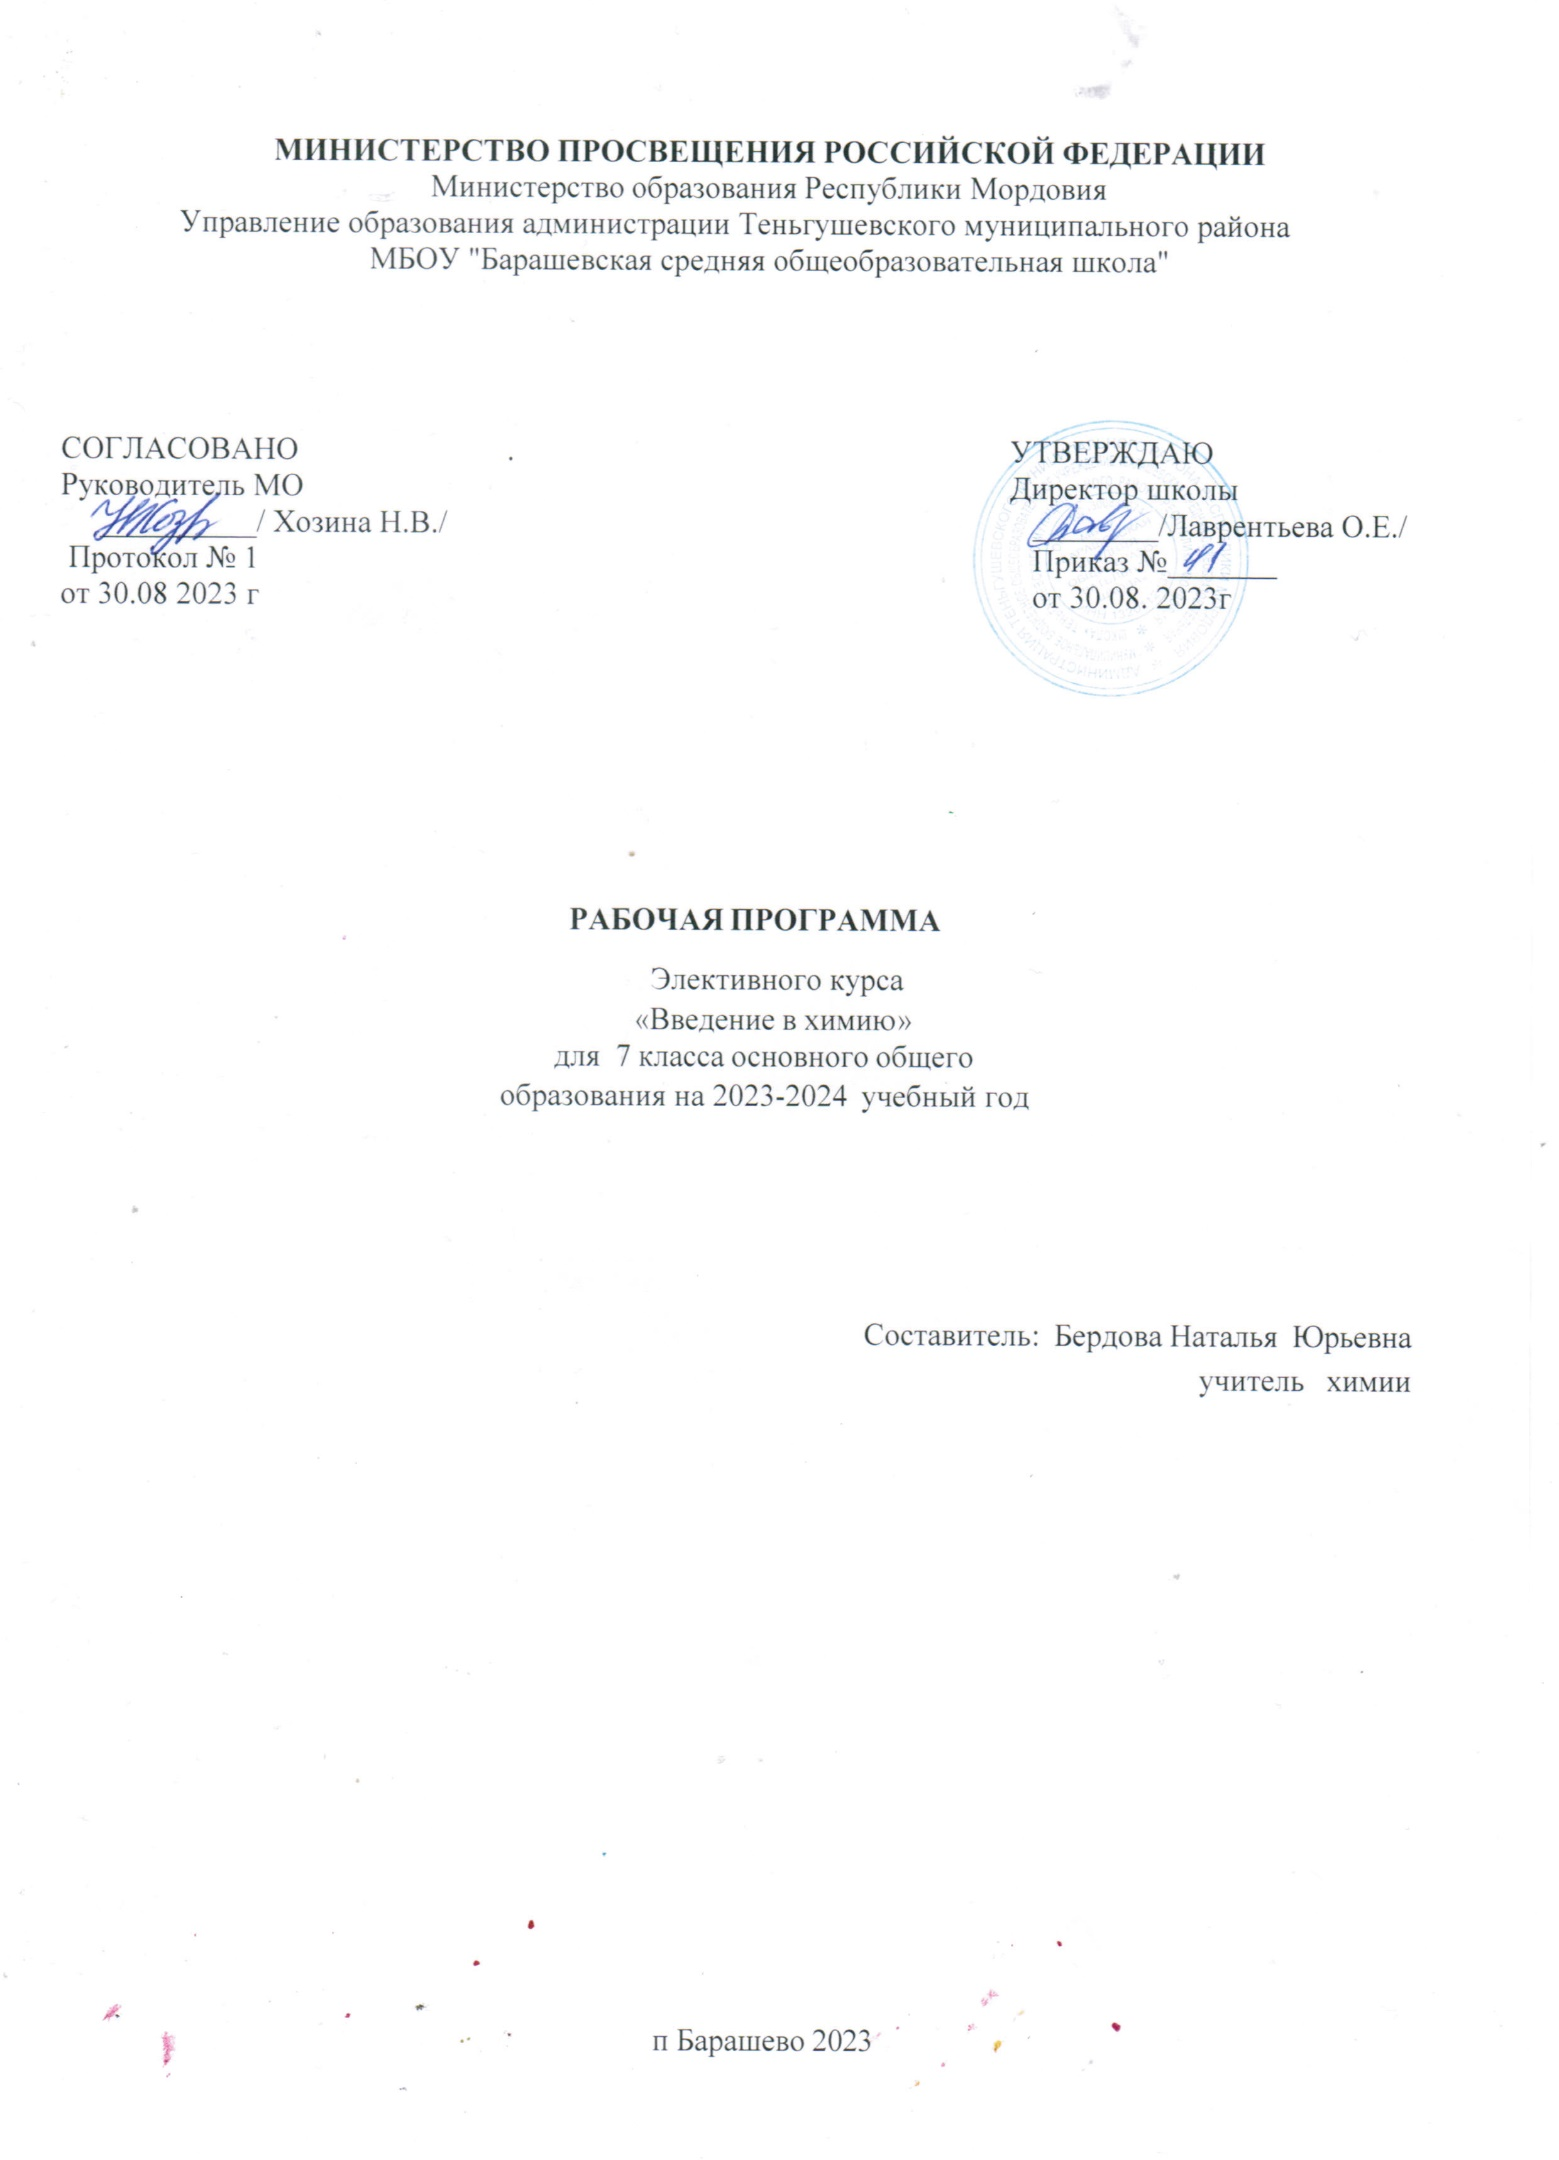 МИНИСТЕРСТВО ПРОСВЕЩЕНИЯ РОССИЙСКОЙ ФЕДЕРАЦИИ
Министерство образования Республики Мордовия
Управление образования администрации Теньгушевского муниципального района
МБОУ "Барашевская средняя общеобразовательная школа"
СОГЛАСОВАНО
Руководитель МО
__________/ Хозина Н.В./
Протокол № 1
от 30.08 2023 г
УТВЕРЖДАЮ
Директор школы
________/Лаврентьева О.Е./
Приказ №_______
от 30.08. 2023г
РАБОЧАЯ ПРОГРАММА
Элективного курса
«Введение в химию»
для 7 класса основного общего
образования на 2023-2024 учебный год
Составитель: Бердова Наталья Юрьевна
учитель химии
п Барашево 2023